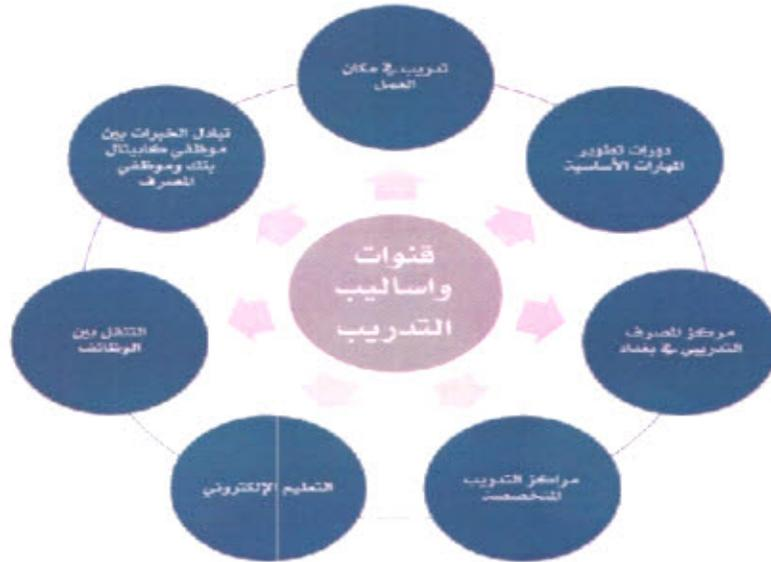 قنوات
واساليب
التدريب
تدريب في مكان
العمل
دورات تطوير
المهارات الأساسية
مركز المصرف
التدريبي في بغداد
مراكز التدريب
المتخصصة
التعليم الإلكتروني
التنقل بين
الوظائف
تبادل الخبرات بين
موظفي كابيتال
بنك وموظفي
المصرف